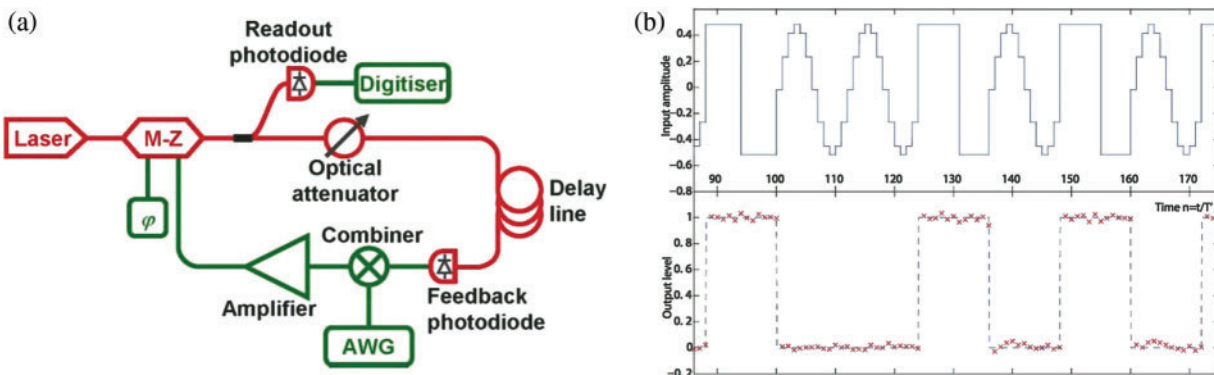 (a)
Readout
photodiode
Digitiser
Laser
M-Z
φ
Optical
attenuator
Delay
line
Combiner
Amplifier
Feedback
photodiode
AWG
(b)
Input amplitude
0.4
0.2
0
−0.2
−0.4
−0.6
−0.8
90 100 110 120 130 140 150 160 170
Time n=t/T'
Output level
1
0.8
0.6
0.4
0.2
0
−0.2